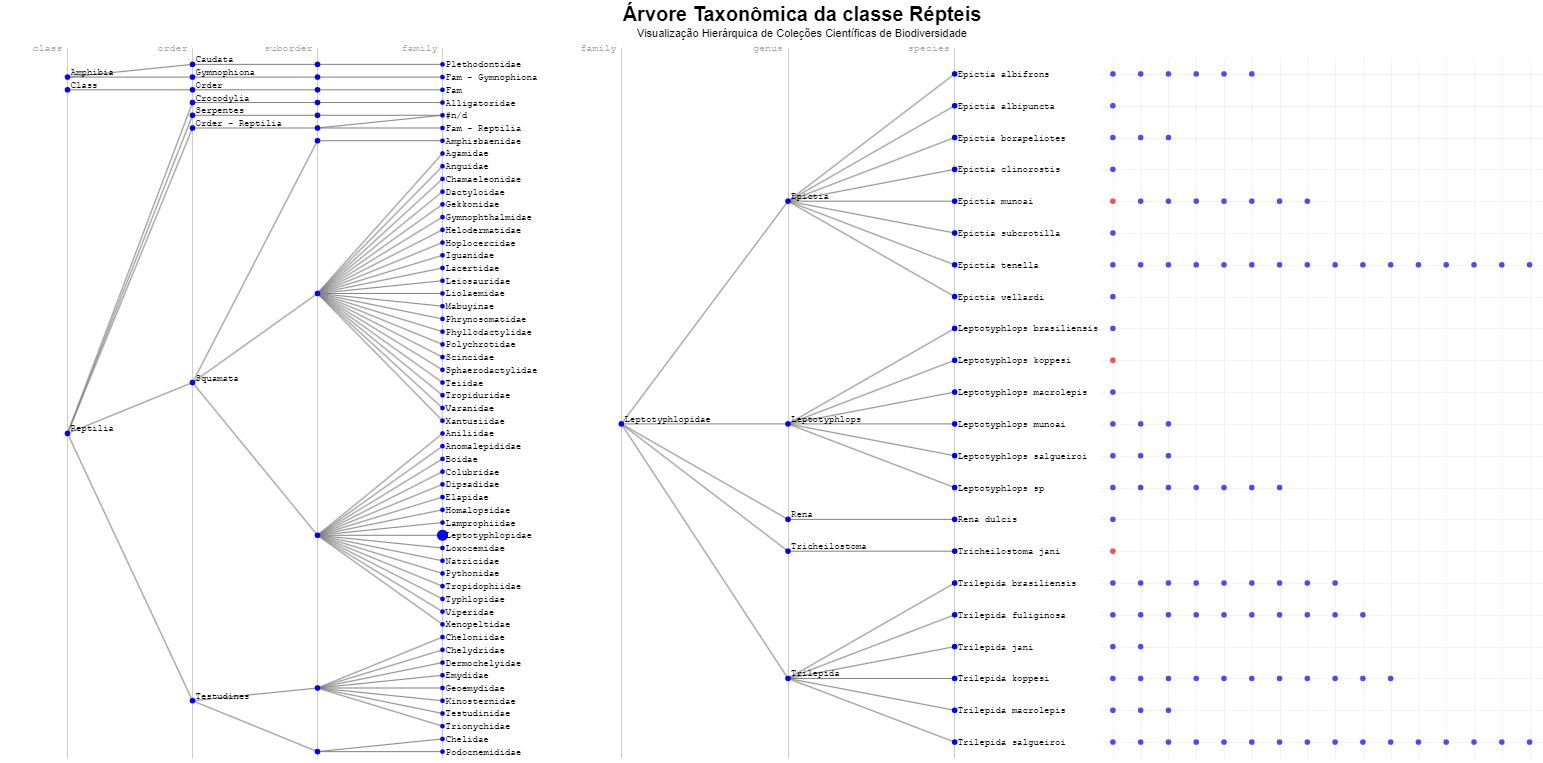 Árvore Taxonômica da classe Répteis
Visualização Hierárquica de Coleções Científicas de Biodiversidade
class
order
suborder
family
Amphibia
Class
Reptilia
Caudata
Gymnophiona
Order
Crocodylia
Serpentes
Order - Reptilia
Squamata
Testudines
Plethodontidae
Fam - Gymnophiona
Fam
Alligatoridae
#n/d
Fam - Reptilia
Amphisbaenidae
Agamidae
Anguidae
Chamaeleonidae
Dactyloidae
Gekkonidae
Gymnophthalmidae
Helodermatidae
Hoplocercidae
Iguanidae
Lacertidae
Leiosauridae
Liolaemidae
Mabuyinae
Phrynosomatidae
Phyllodactylidae
Polychrotidae
Scincidae
Sphaerodactylidae
Teiidae
Tropiduridae
Varanidae
Xantusiidae
Aniliidae
Anomalepididae
Boidae
Colubridae
Dipsadidae
Elapidae
Homalopsidae
Lamprophiidae
Leptotyphlopidae
Loxocemidae
Natricidae
Pythonidae
Tropidophiidae
Typhlopidae
Viperidae
Xenopeltidae
Cheloniidae
Chelydridae
Dermochelyidae
Emydidae
Geoemydidae
Kinosternidae
Testudinidae
Trionychidae
Chelidae
Podocnemididae
family
genus
species
Leptotyphlopidae
Epictia
Leptotyphlops
Rena
Tricheilostoma
Trilepida
Epictia albifrons
Epictia albipuncta
Epictia borapeliotes
Epictia clinorostis
Epictia munoai
Epictia subcrotilla
Epictia tenella
Epictia vellardi
Leptotyphlops brasiliensis
Leptotyphlops koppesi
Leptotyphlops macrolepis
Leptotyphlops munoai
Leptotyphlops salgueiroi
Leptotyphlops sp
Rena dulcis
Tricheilostoma jani
Trilepida brasiliensis
Trilepida fuliginosa
Trilepida jani
Trilepida koppesi
Trilepida macrolepis
Trilepida salgueiroi